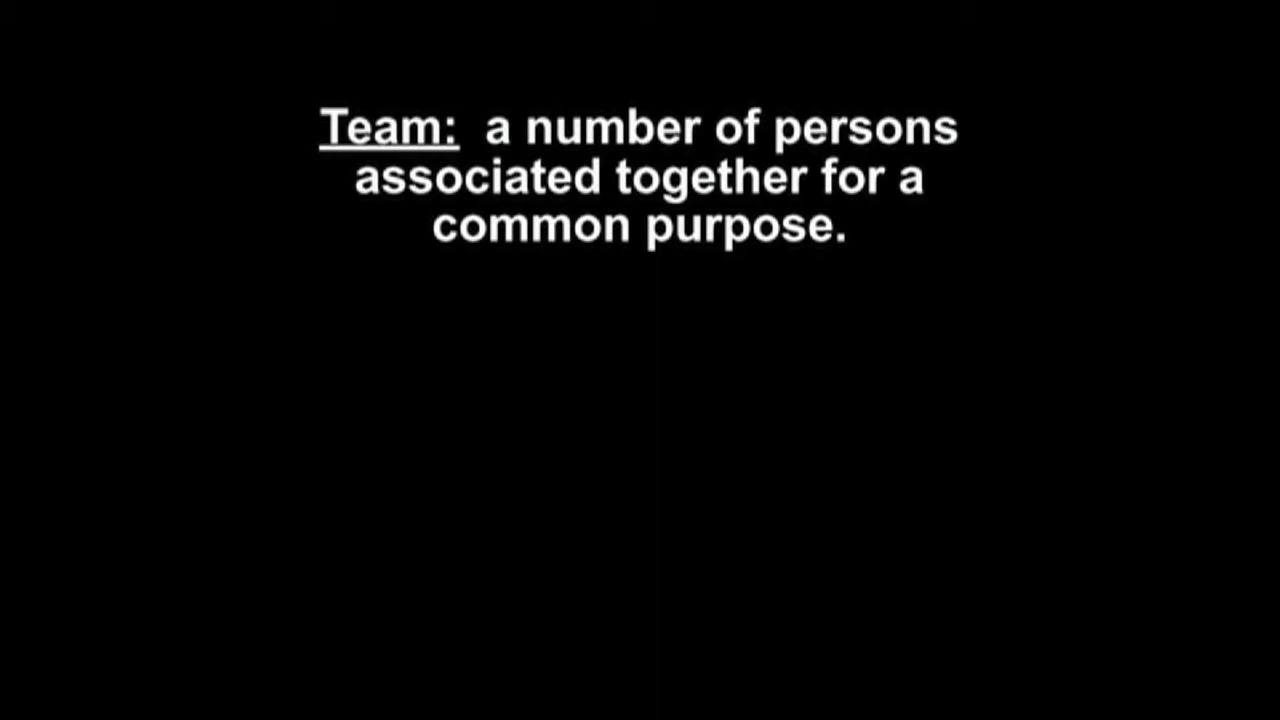 Team: a number of persons
associated together for a
common purpose.